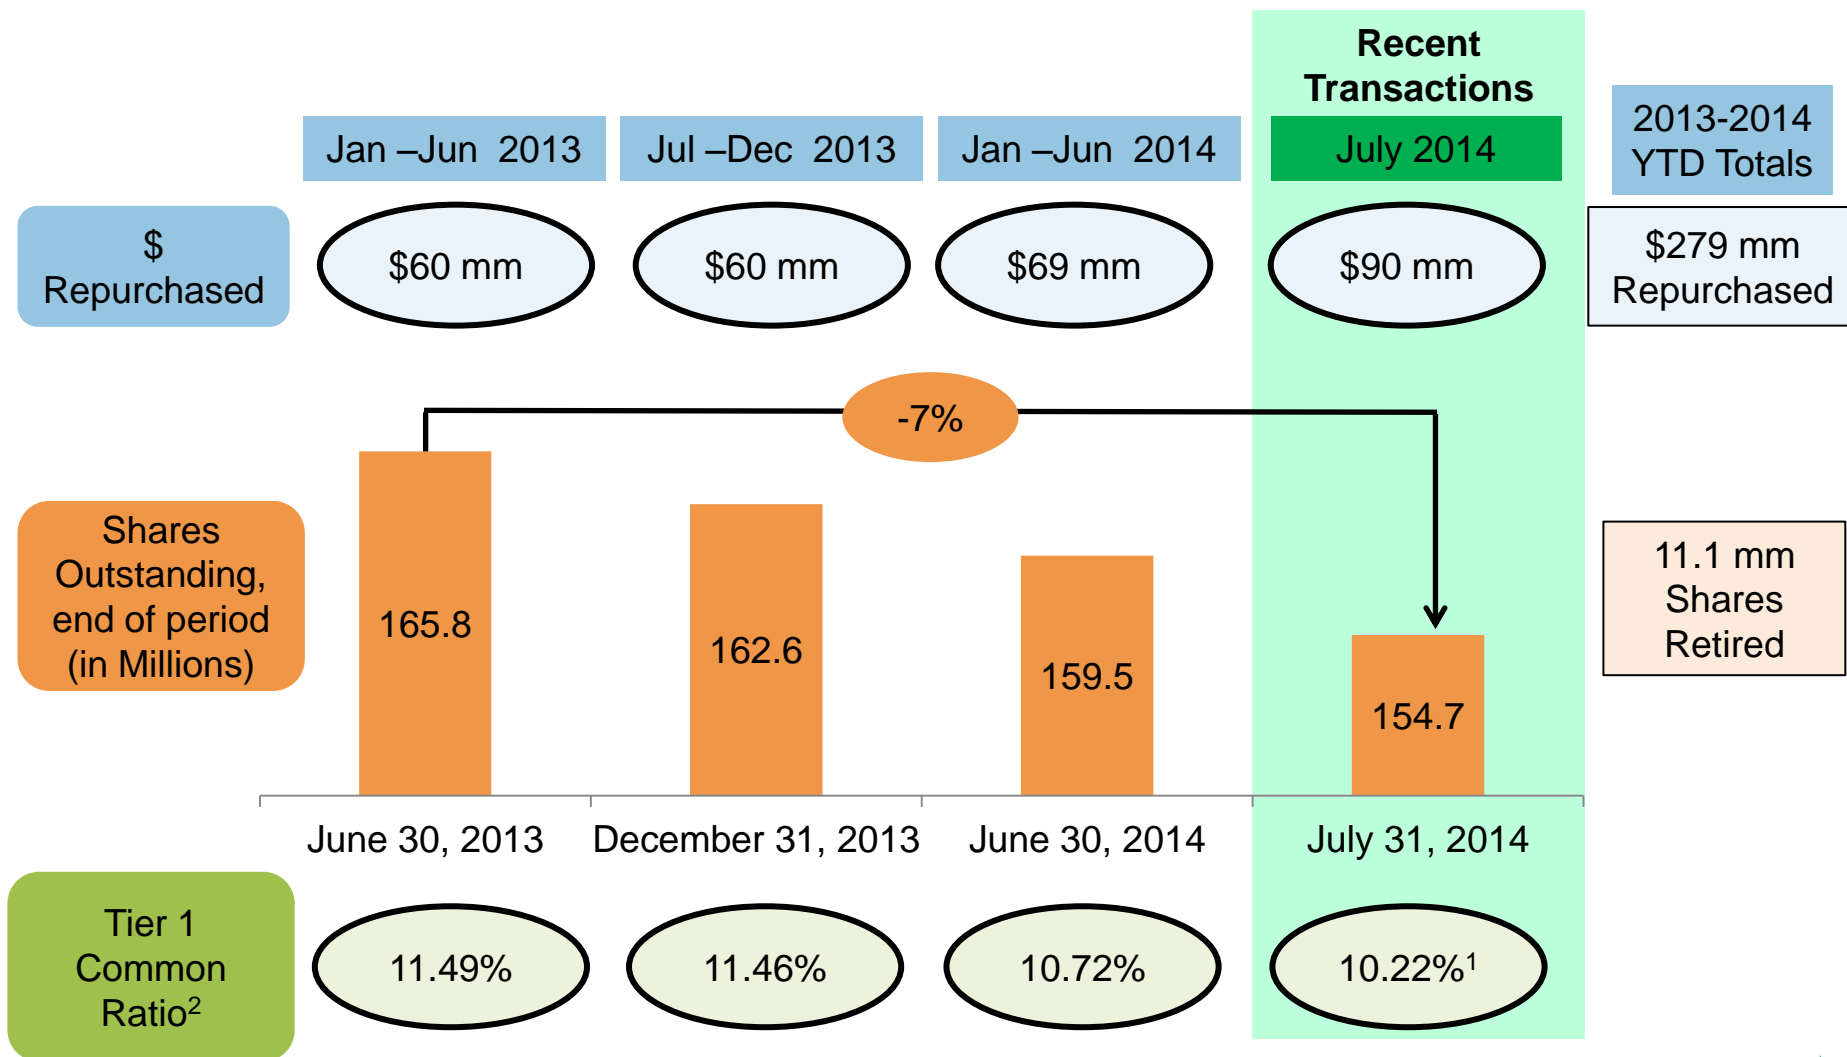 Recent
Transactions
Jan –Jun  2013
Jul –Dec  2013
Jan –Jun  2014
July 2014
2013-2014
YTD Totals
$
Repurchased
$60 mm
$60 mm
$69 mm
$90 mm
$279 mm
Repurchased
-7%
Shares
Outstanding,
end of period
(in Millions)
165.8
162.6
159.5
154.7
11.1 mm
Shares
Retired
June 30, 2013
December 31, 2013
June 30, 2014
July 31, 2014
Tier 1
Common
Ratio²
11.49%
11.46%
10.72%
10.22%¹